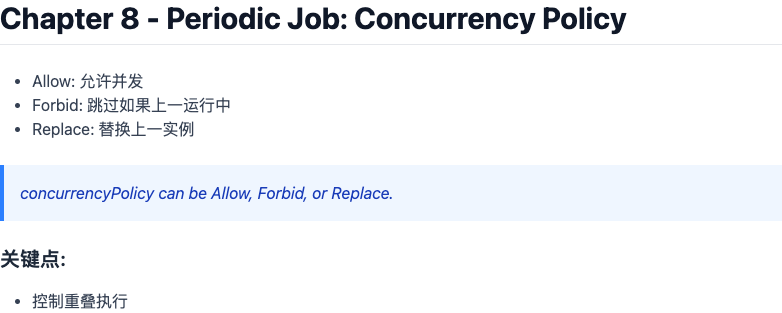 Chapter 8 - Periodic Job: Concurrency Policy
Allow: 允许并发
Forbid: 跳过如果上一运行中
Replace: 替换上一实例
concurrencyPolicy can be Allow, Forbid, or Replace.
关键点:
控制重叠执行